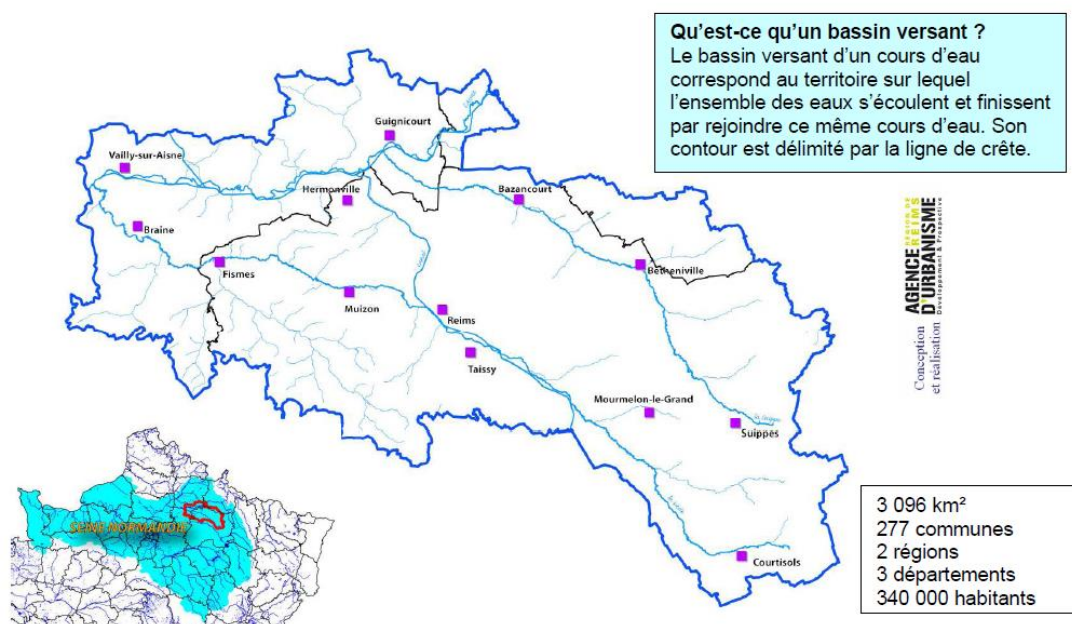 Qu'est-ce qu'un bassin versant ?
Le bassin versant d'un cours d'eau
correspond au territoire sur lequel
l'ensemble des eaux s'écoulent et finissent
par rejoindre ce même cours d'eau. Son
contour est délimité par la ligne de crête.
Guignicourt
Vailly-sur-Aisne
Hermonville
Bazancourt
Braine
Fismes
Betheniville
Muizon
Reims
Taissy
Mourmelon-le-Grand
Suippes
Courtisols
AGENCE RÉGION DE REIMS
D'URBANISME
Développement & Prospective
Conception
et réalisation
SEINE-NORMANDIE
3 096 km²
277 communes
2 régions
3 départements
340 000 habitants